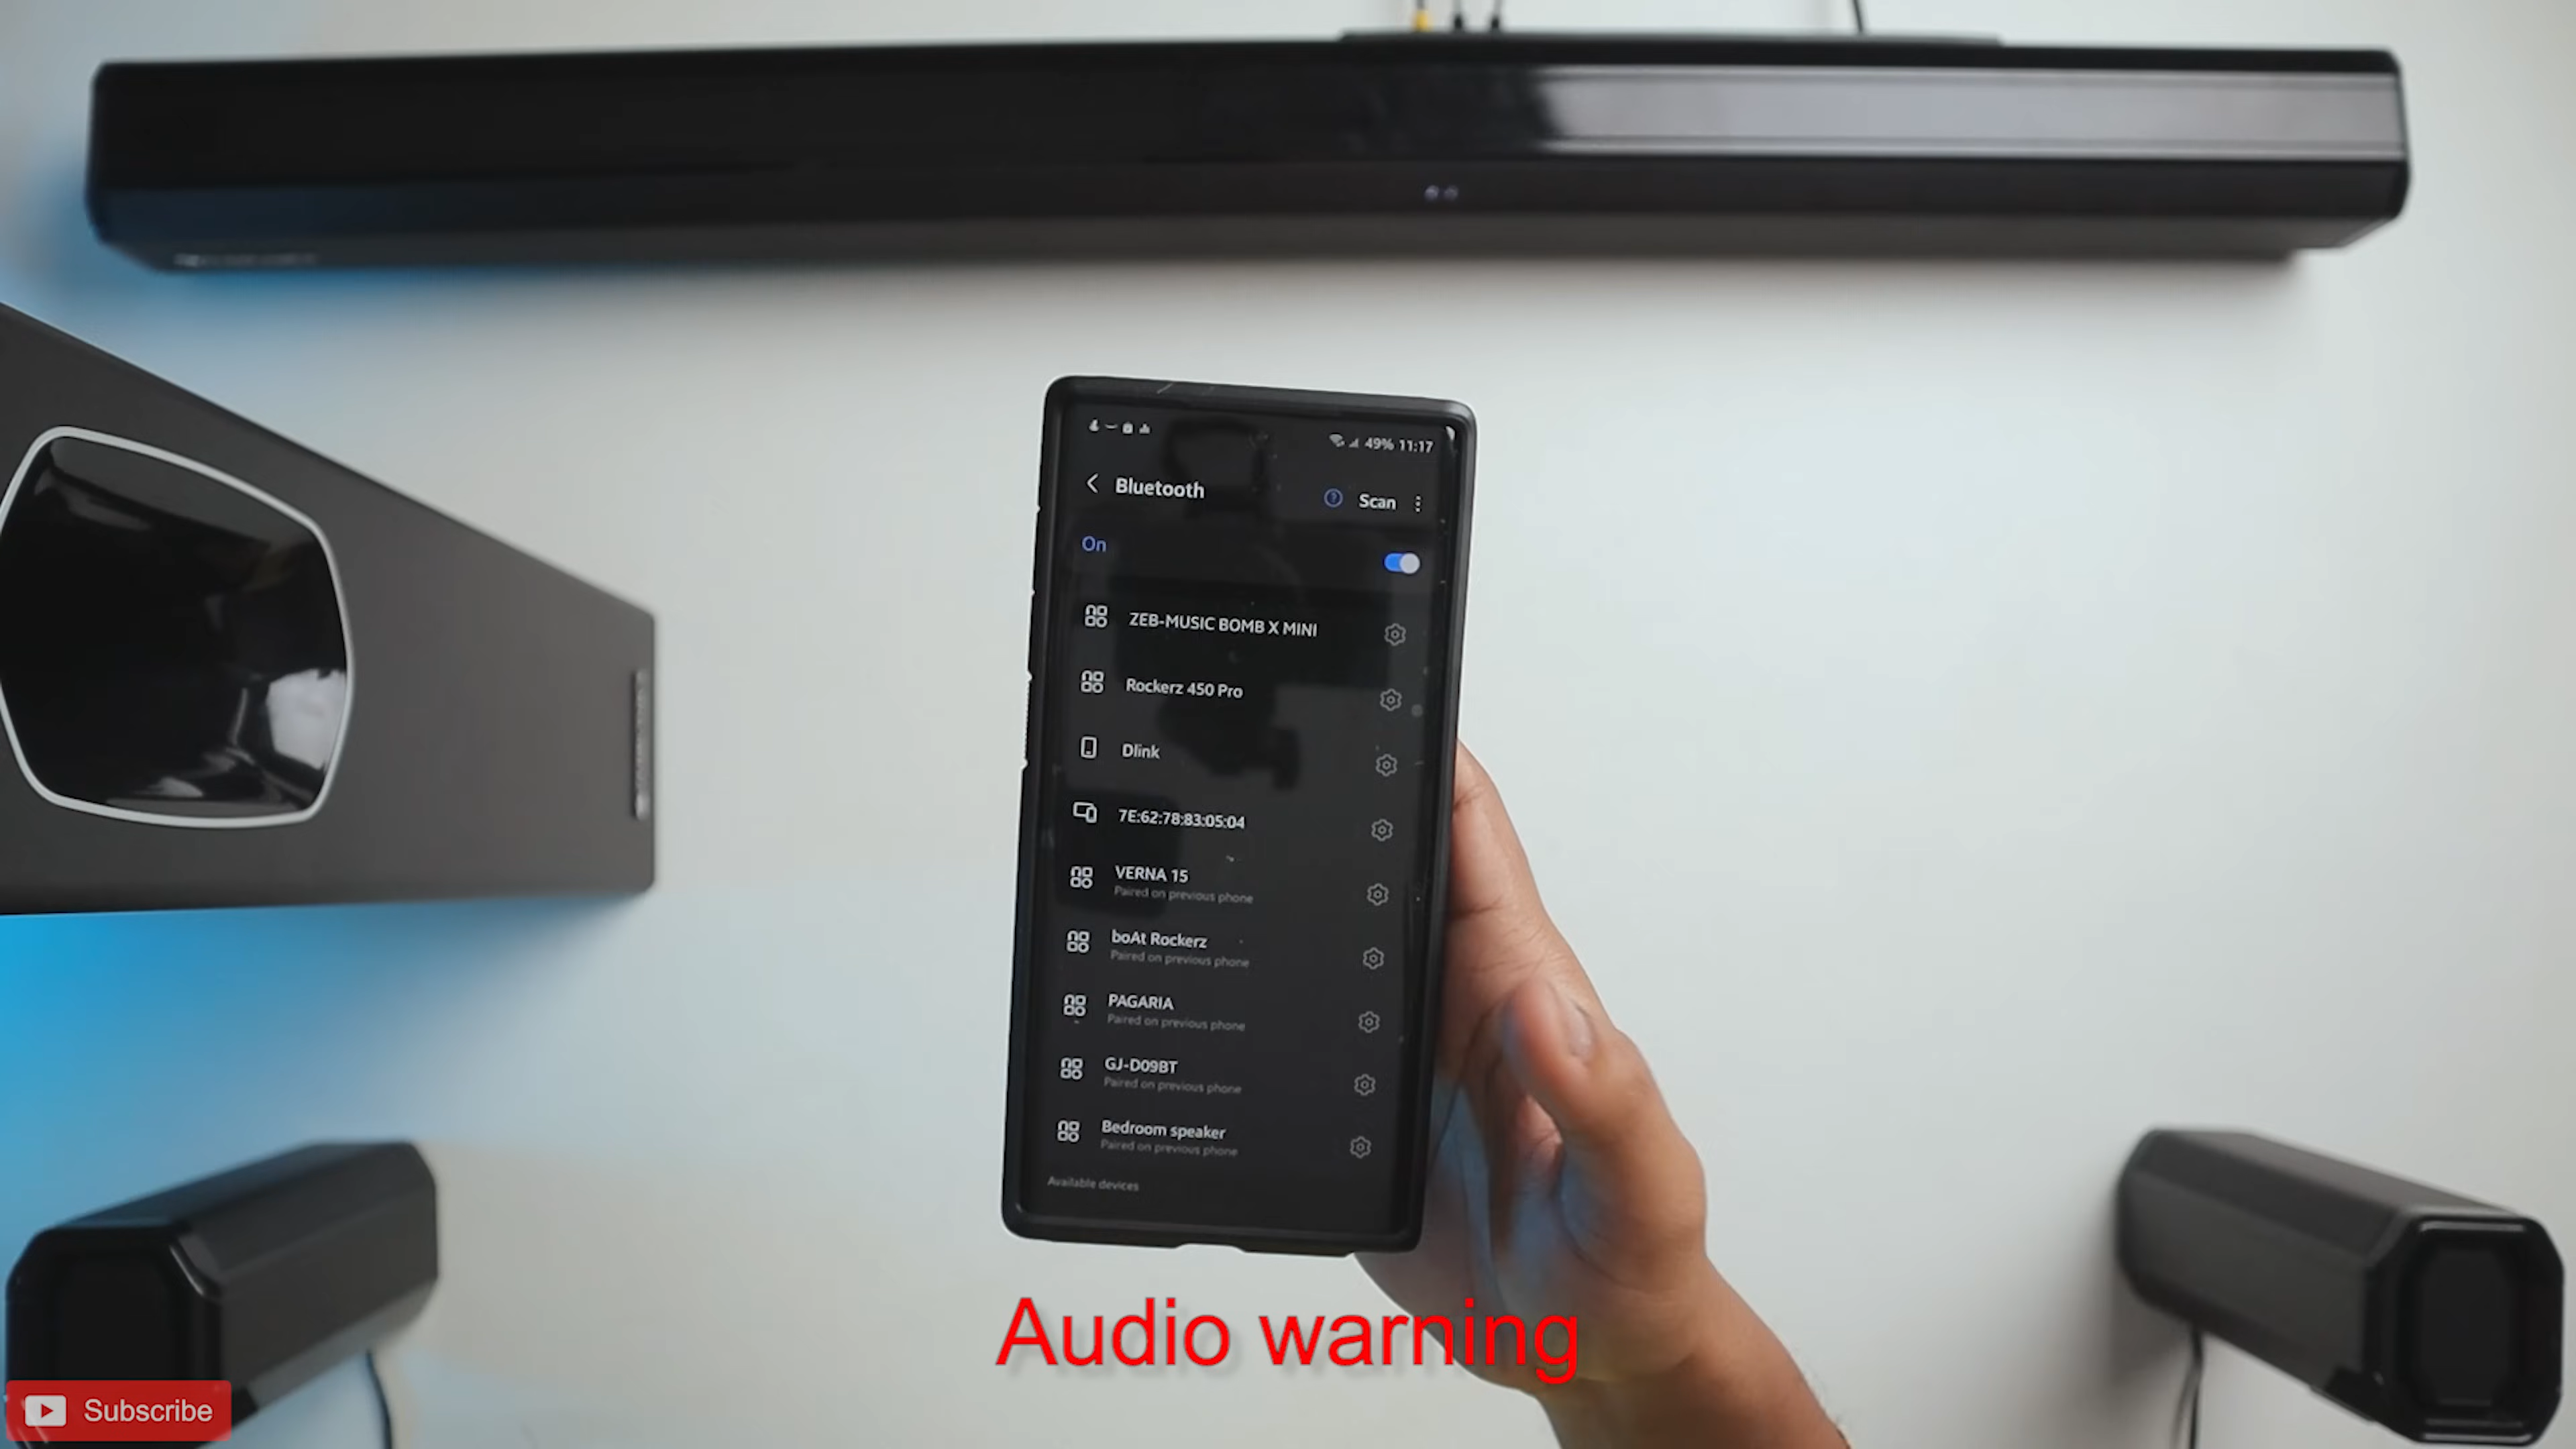 49% 11:17
Bluetooth
Scan
On
ZEB-MUSIC BOMB X MINI
Rockerz 450 Pro
Dlink
7E:62:78:83:05:04
VERNA 15
Paired on previous phone
boAt Rockerz
Paired on previous phone
PAGARIA
Paired on previous phone
GJ-D09BT
Paired on previous phone
Bedroom speaker
Paired on previous phone
Available devices
Audio warning
Subscribe